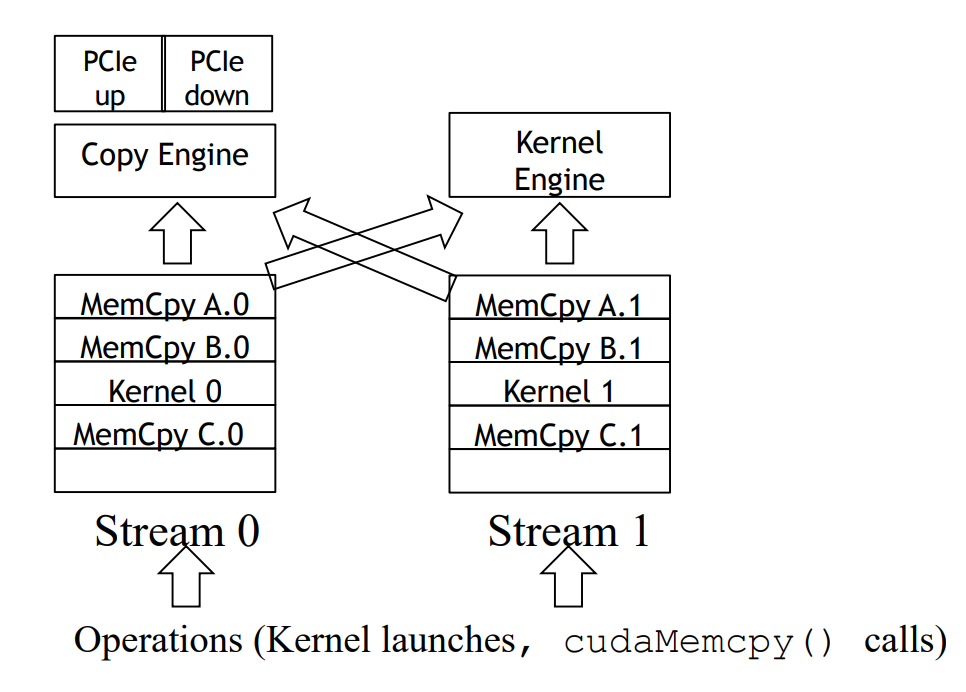 PCIe
up
PCIe
down
Copy Engine
Kernel
Engine
MemCpy A.0
MemCpy B.0
Kernel 0
MemCpy C.0
MemCpy A.1
MemCpy B.1
Kernel 1
MemCpy C.1
Stream 0
Stream 1
Operations (Kernel launches, cudaMemcpy() calls)